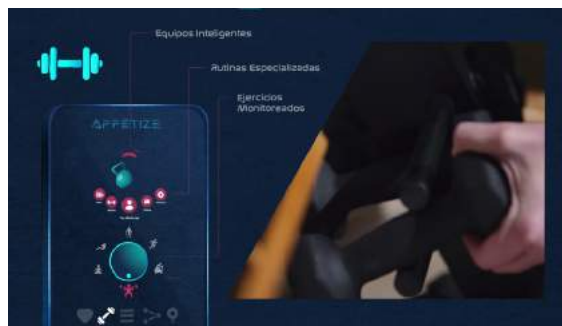 Equipos Inteligentes
Rutinas Especializadas
Ejercicios
Monitoreados
APPETIZE